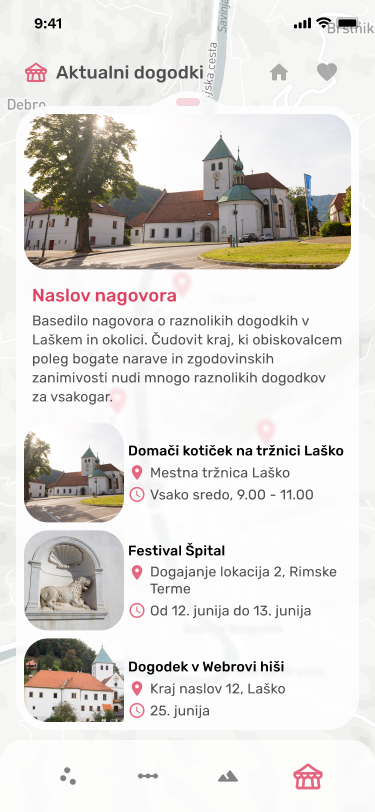 9:41
Brstnik
Savinja
jska cesta
Aktualni dogodki
Debro
Naslov nagovora
Basedilo nagovora o raznolikih dogodkih v
Laškem in okolici. Čudovit kraj, ki obiskovalcem
poleg bogate narave in zgodovinskih
zanimivosti nudi mnogo raznolikih dogodkov
za vsakogar.
Domači kotiček na tržnici Laško
Mestna tržnica Laško
Vsako sredo, 9.00 - 11.00
Festival Špital
Dogajanje lokacija 2, Rimske
Terme
Od 12. junija do 13. junija
Dogodek v Webrovi hiši
Kraj naslov 12, Laško
25. junija